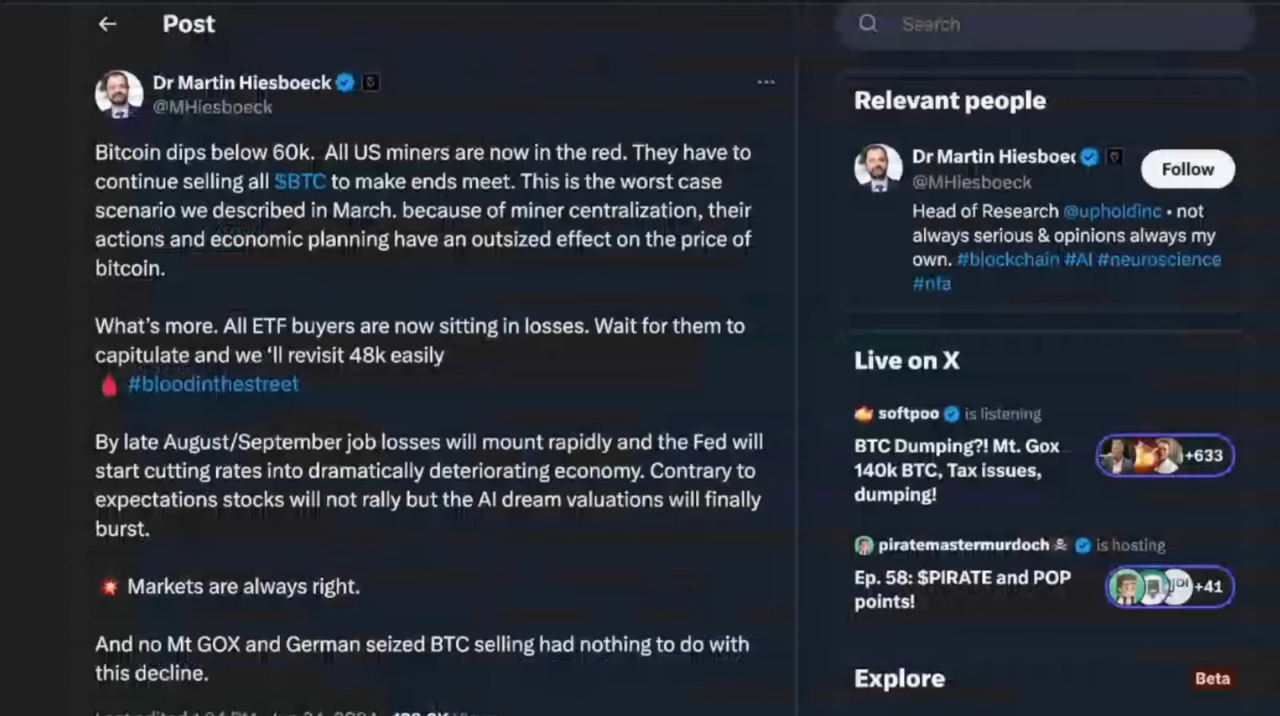 Post
Dr Martin Hiesboeck
@MHiesboeck
Bitcoin dips below 60k. All US miners are now in the red. They have to
continue selling all $BTC to make ends meet. This is the worst case
scenario we described in March. because of miner centralization, their
actions and economic planning have an outsized effect on the price of
bitcoin.
What's more. All ETF buyers are now sitting in losses. Wait for them to
capitulate and we 'll revisit 48k easily
#bloodinthestreet
By late August/September job losses will mount rapidly and the Fed will
start cutting rates into dramatically deteriorating economy. Contrary to
expectations stocks will not rally but the AI dream valuations will finally
burst.
Markets are always right.
And no Mt GOX and German seized BTC selling had nothing to do with
this decline.
Search
Relevant people
Dr Martin Hiesboec
@MHiesboeck
Follow
Head of Research @upholdinc • not
always serious & opinions always my
own. #blockchain #AI #neuroscience
#nfa
Live on X
softpoo is listening
BTC Dumping?! Mt. Gox
140k BTC, Tax issues,
dumping!
+633
piratemastermurdoch is hosting
Ep. 58: $PIRATE and POP
points!
+41
Explore
Beta